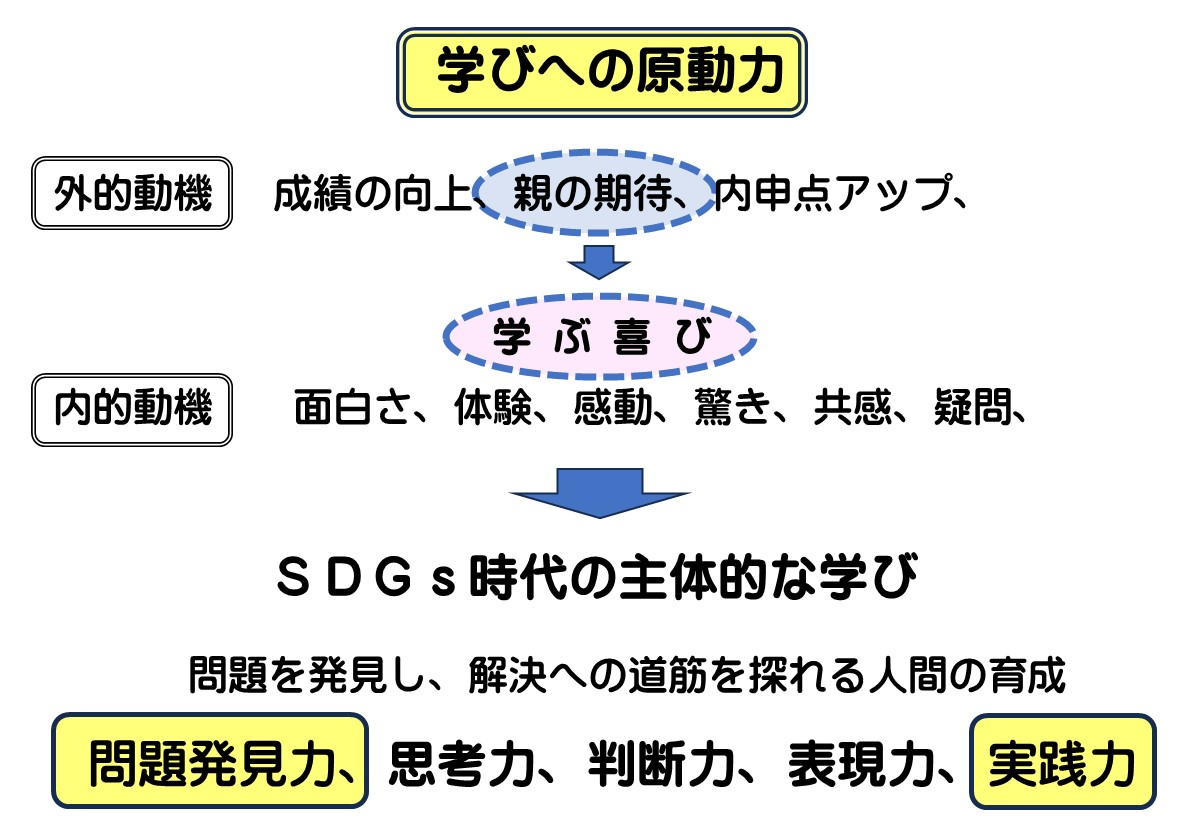 学びへの原動力
外的動機 成績の向上、親の期待、内申点アップ、
学ぶ喜び
内的動機 面白さ、体験、感動、驚き、共感、疑問、
ＳＤＧｓ時代の主体的な学び
問題を発見し、解決への道筋を探れる人間の育成
問題発見力、思考力、判断力、表現力、実践力